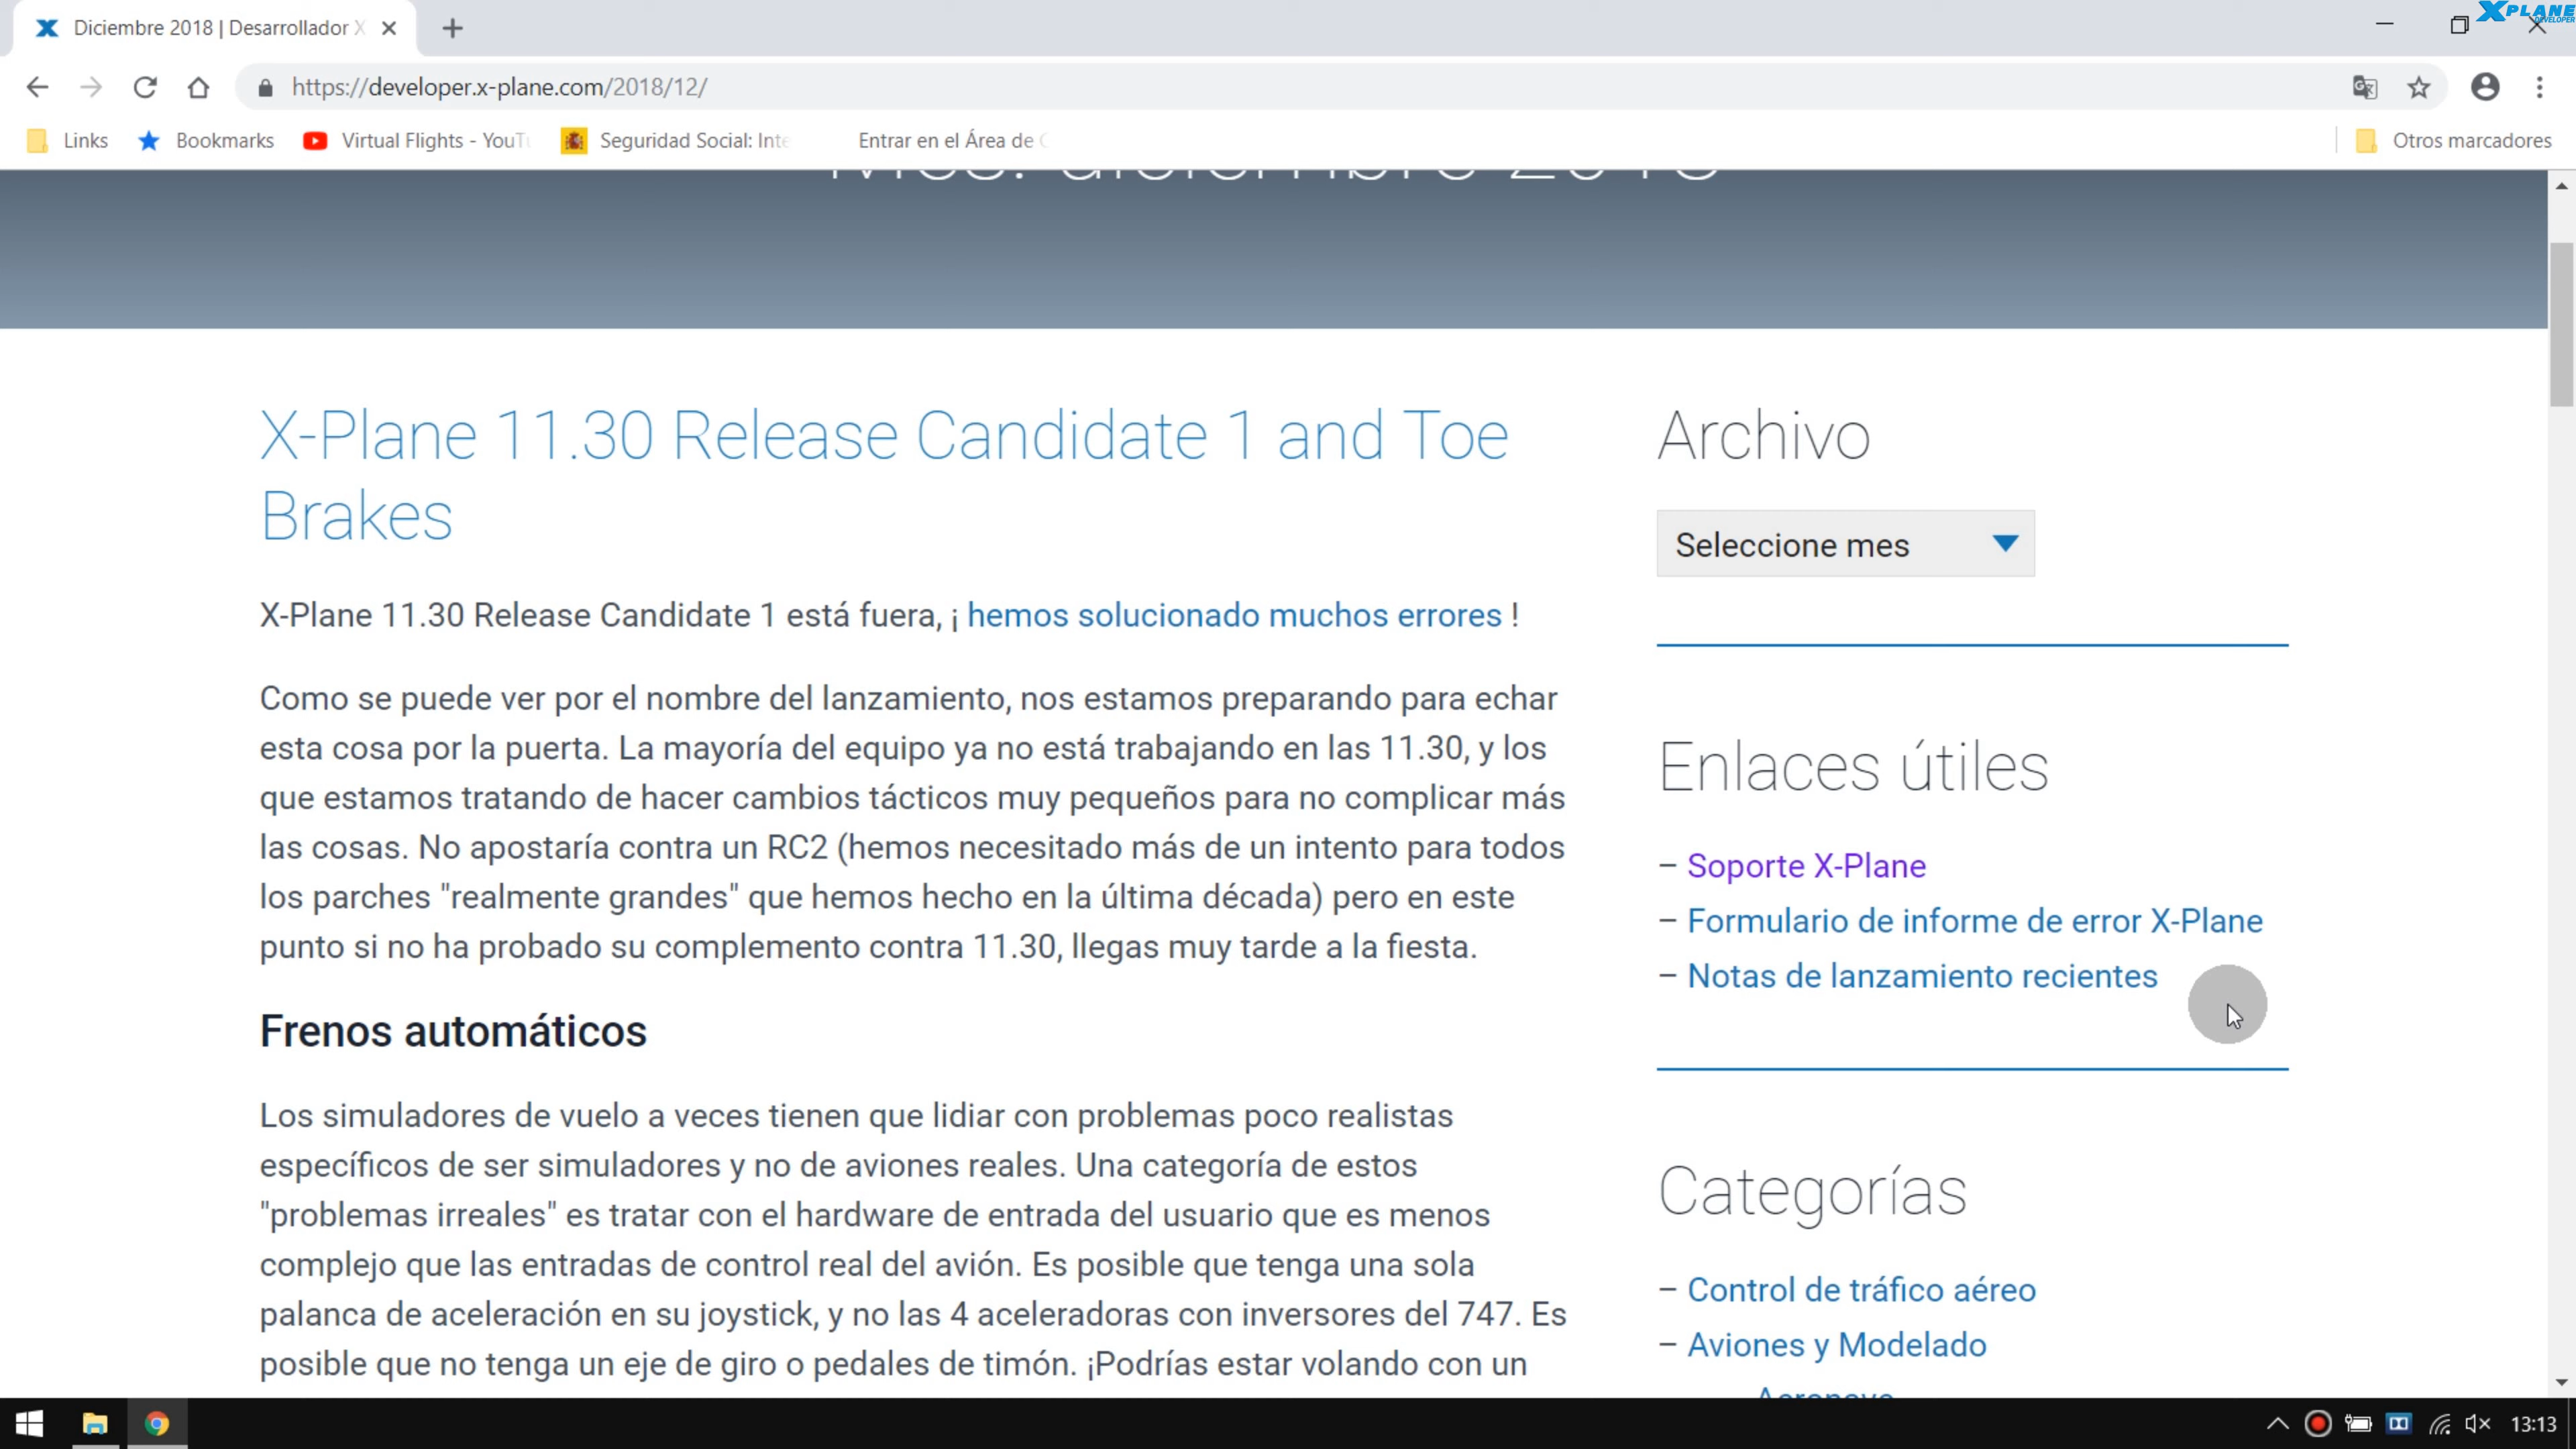 Diciembre 2018 | Desarrollador X
XPLANE
DEVELOPER
https://developer.x-plane.com/2018/12/
Links
Bookmarks
Virtual Flights - YouTu
Seguridad Social: Inte
Entrar en el Área de
Otros marcadores
Mes: diciembre 2018
X-Plane 11.30 Release Candidate 1 and Toe
Brakes
X-Plane 11.30 Release Candidate 1 está fuera, ¡ hemos solucionado muchos errores !
Como se puede ver por el nombre del lanzamiento, nos estamos preparando para echar
esta cosa por la puerta. La mayoría del equipo ya no está trabajando en las 11.30, y los
que estamos tratando de hacer cambios tácticos muy pequeños para no complicar más
las cosas. No apostaría contra un RC2 (hemos necesitado más de un intento para todos
los parches "realmente grandes" que hemos hecho en la última década) pero en este
punto si no ha probado su complemento contra 11.30, llegas muy tarde a la fiesta.
Frenos automáticos
Los simuladores de vuelo a veces tienen que lidiar con problemas poco realistas
específicos de ser simuladores y no de aviones reales. Una categoría de estos
"problemas irreales" es tratar con el hardware de entrada del usuario que es menos
complejo que las entradas de control real del avión. Es posible que tenga una sola
palanca de aceleración en su joystick, y no las 4 aceleradoras con inversores del 747. Es
posible que no tenga un eje de giro o pedales de timón. ¡Podrías estar volando con un
Archivo
Seleccione mes
Enlaces útiles
– Soporte X-Plane
– Formulario de informe de error X-Plane
– Notas de lanzamiento recientes
Categorías
– Control de tráfico aéreo
– Aviones y Modelado
Aeronave
13:13